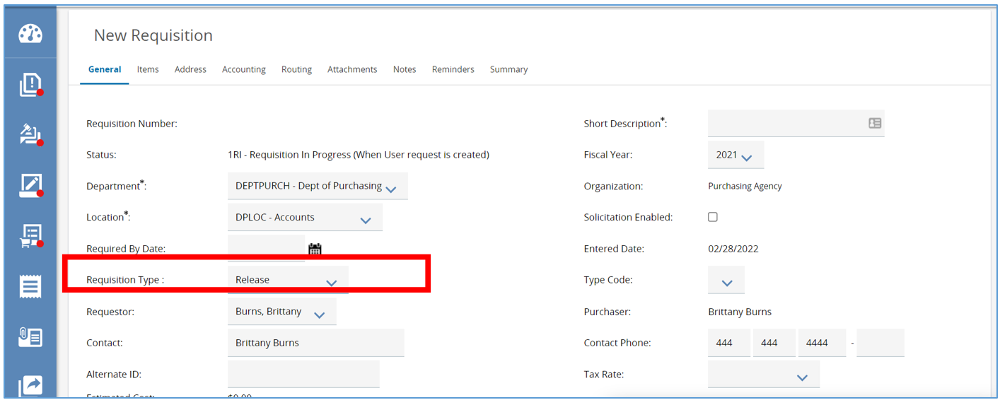 New Requisition
General Items Address Accounting Routing Attachments Notes Reminders Summary
Requisition Number: Short Description*:
Status: 1RI - Requisition In Progress (When User request is created) Fiscal Year: 2021
Department*: DEPTPURCH - Dept of Purchasing Organization: Purchasing Agency
Location*: DPLOC - Accounts Solicitation Enabled:
Required By Date: Entered Date: 02/28/2022
Requisition Type : Release Type Code:
Requestor: Burns, Brittany Purchaser: Brittany Burns
Contact: Brittany Burns Contact Phone: 444 444 4444 -
Alternate ID: Tax Rate:
Estimated Cost: $0.00